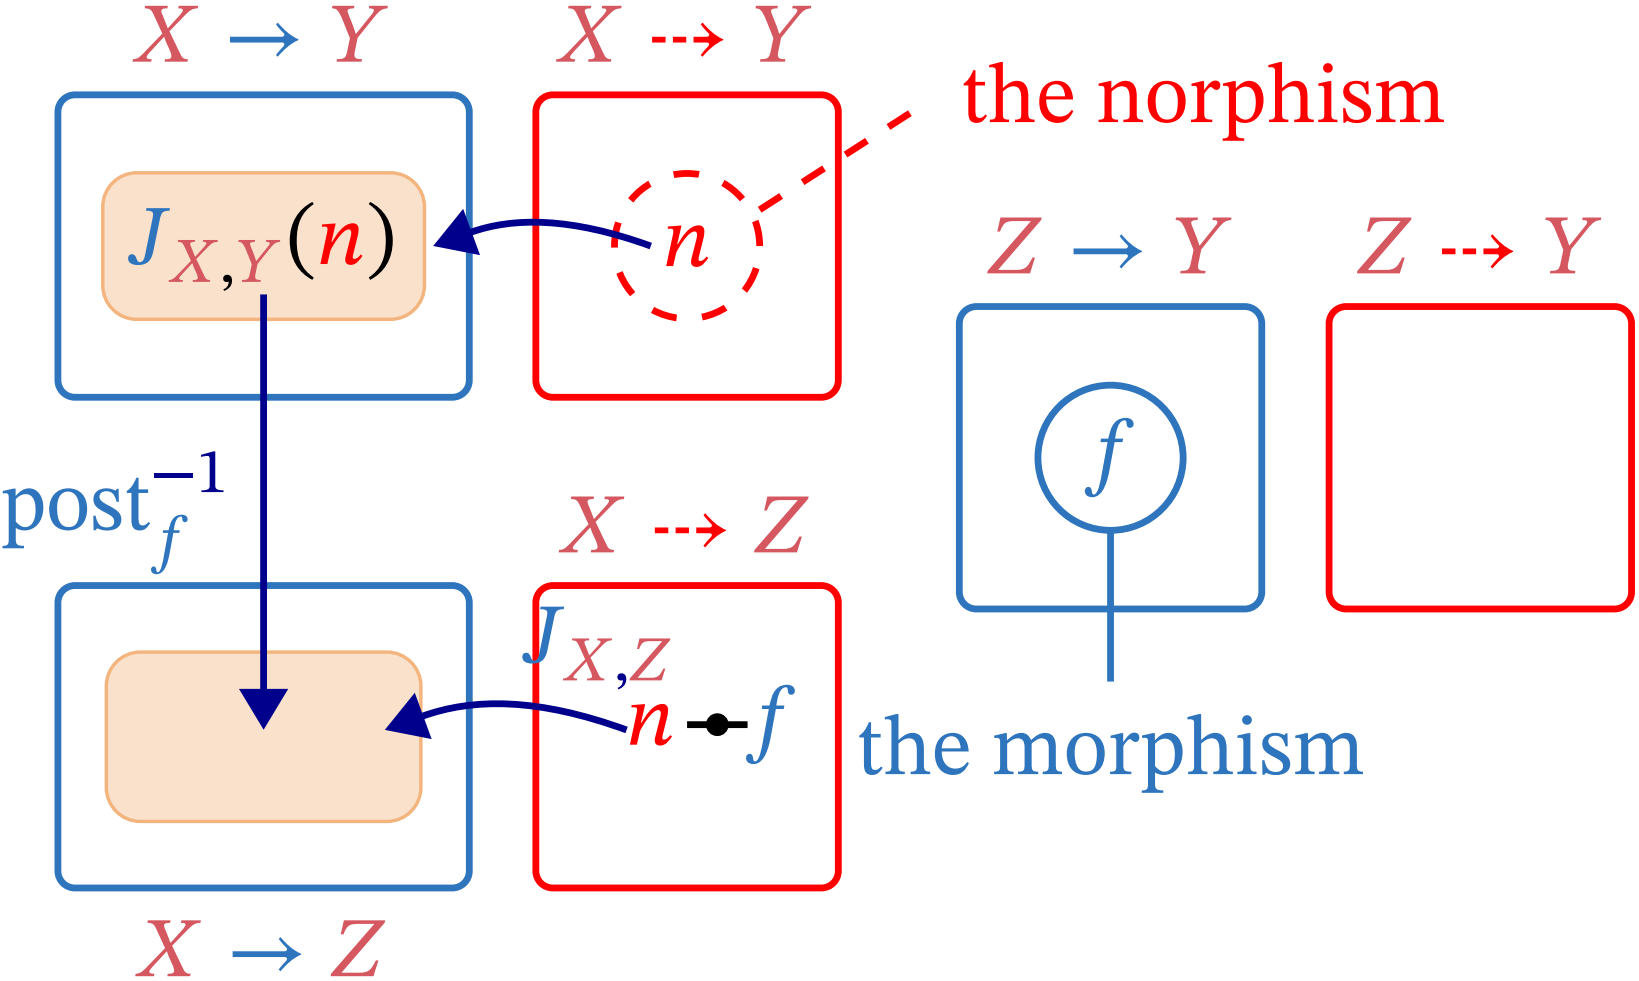 X → Y
X ⇢ Y
the norphism
J_{X,Y}(n)
n
Z → Y
Z ⇢ Y
f
post_f^{−1}
X ⇢ Z
J_{X,Z}
n ─●─ f
the morphism
X → Z